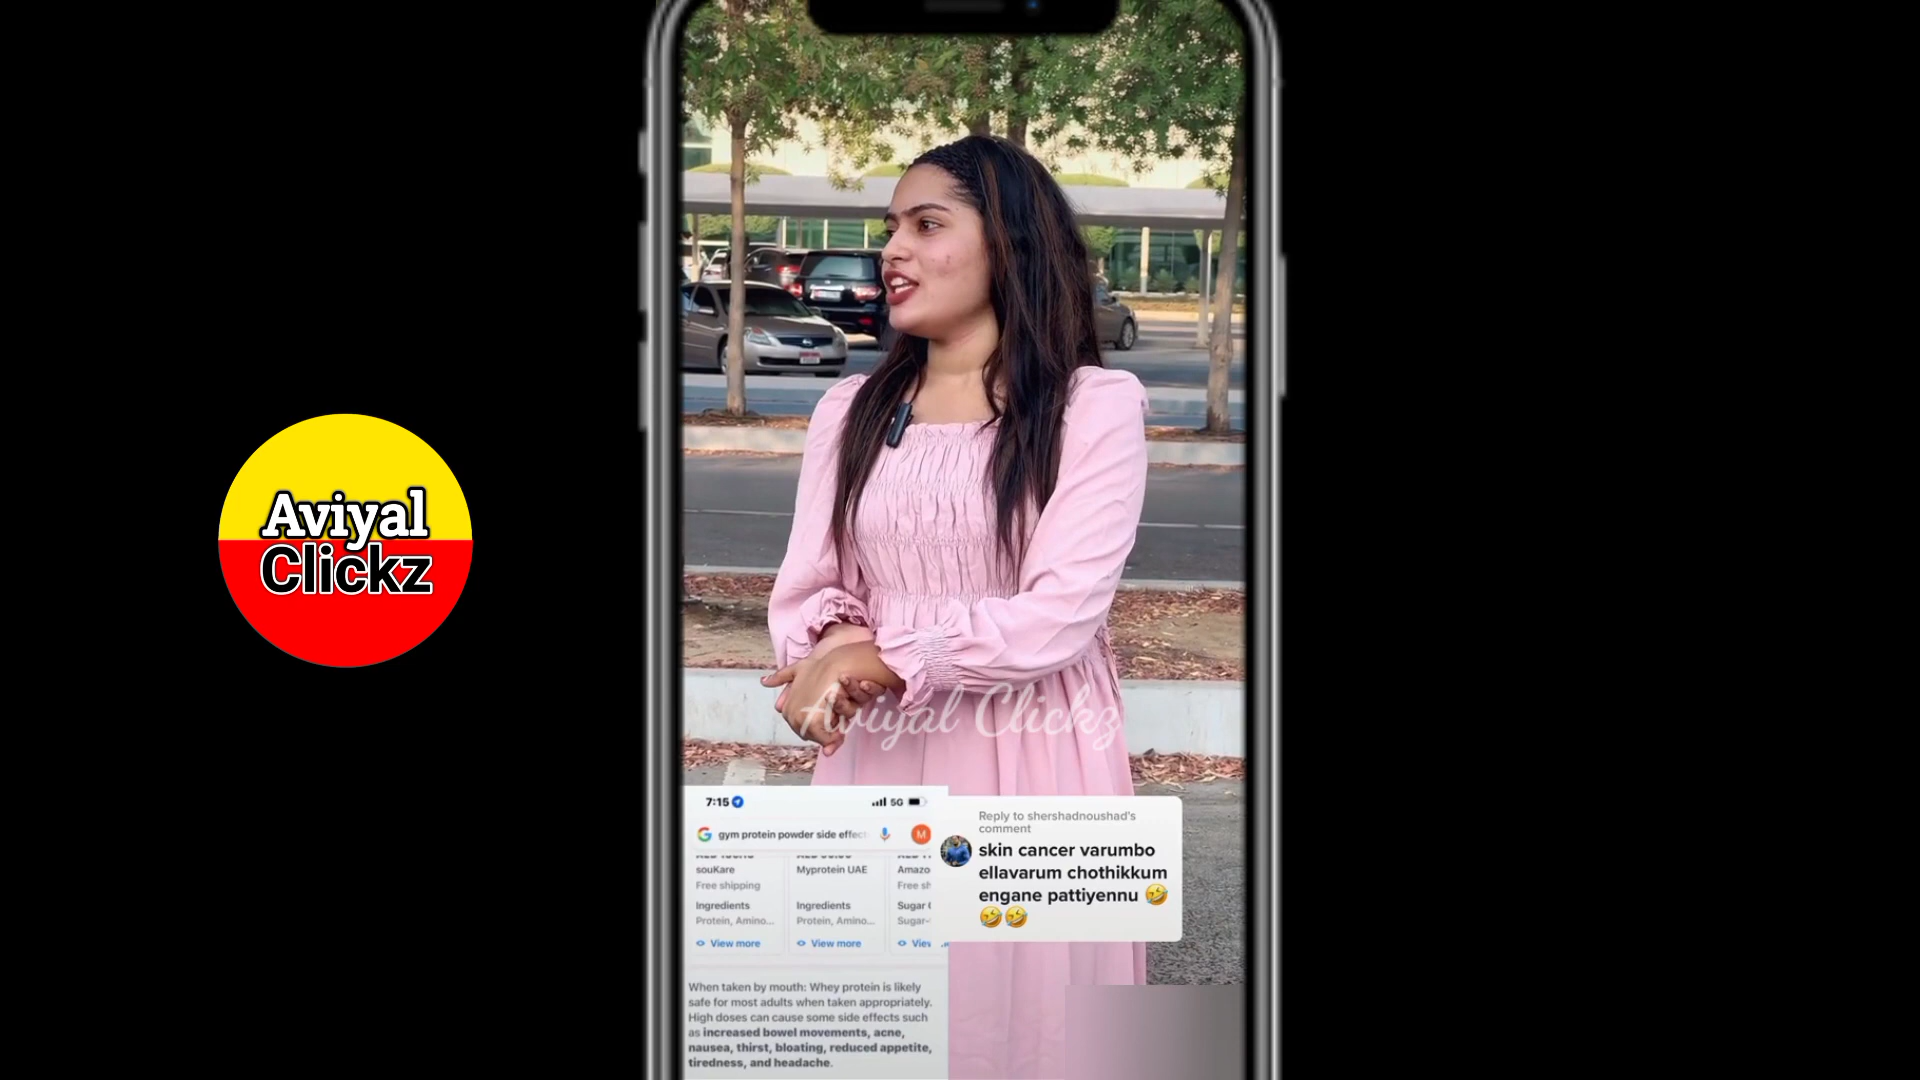 Aviyal
Clickz
Aviyal Clickz
7:15
5G
gym protein powder side effec
M
souKare
Myprotein UAE
Amazo
Free shipping
Free sh
Ingredients
Ingredients
Sugar
Protein, Amino...
Protein, Amino...
Sugar-
View more
View more
View
When taken by mouth: Whey protein is likely
safe for most adults when taken appropriately.
High doses can cause some side effects such
as increased bowel movements, acne,
nausea, thirst, bloating, reduced appetite,
tiredness, and headache.
Reply to shershadnoushad's
comment
skin cancer varumbo
ellavarum chothikkum
engane pattiyennu 🤣
🤣🤣